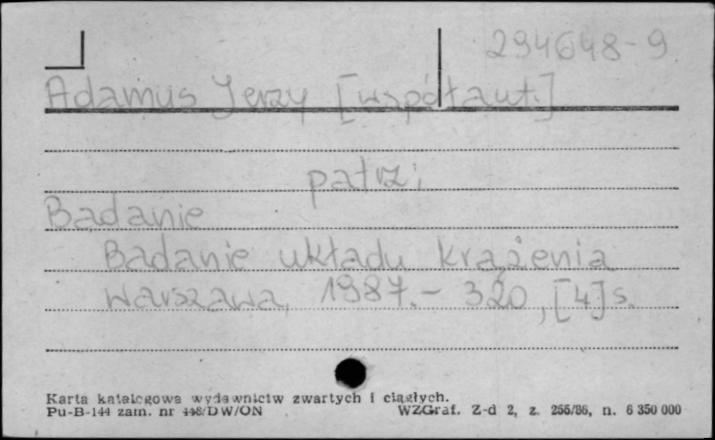 294648-9
Adamus Jerzy [współaut.]
patrz:
Badanie
Badanie układu krążenia
Warszawa, 1987. - 320, [4] s.
Karta katalogowa wydawnictw zwartych i ciągłych.
Pu-B-144 zam. nr 448/DW/ON WZGraf. Z-d 2, z. 255/86, n. 6 350 000